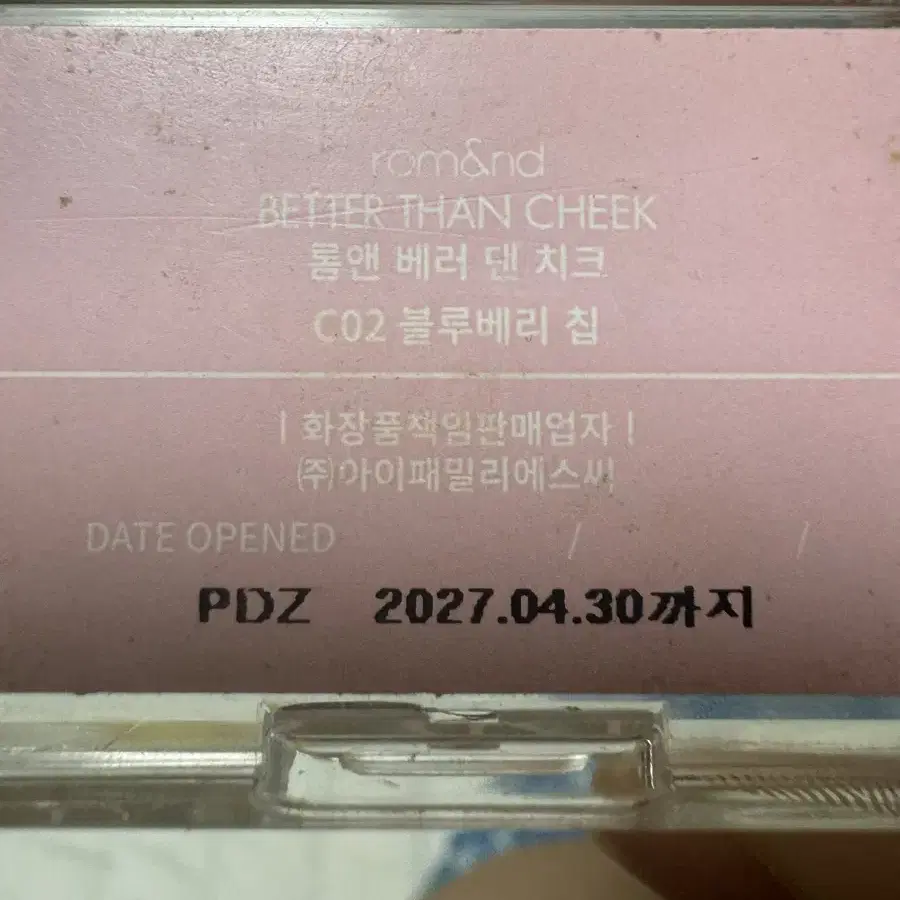 rom&nd
BETTER THAN CHEEK
롬앤 베러 댄 치크
C02 블루베리 칩
| 화장품책임판매업자 |
㈜아이패밀리에스씨
DATE OPENED / /
PDZ 2027.04.30까지